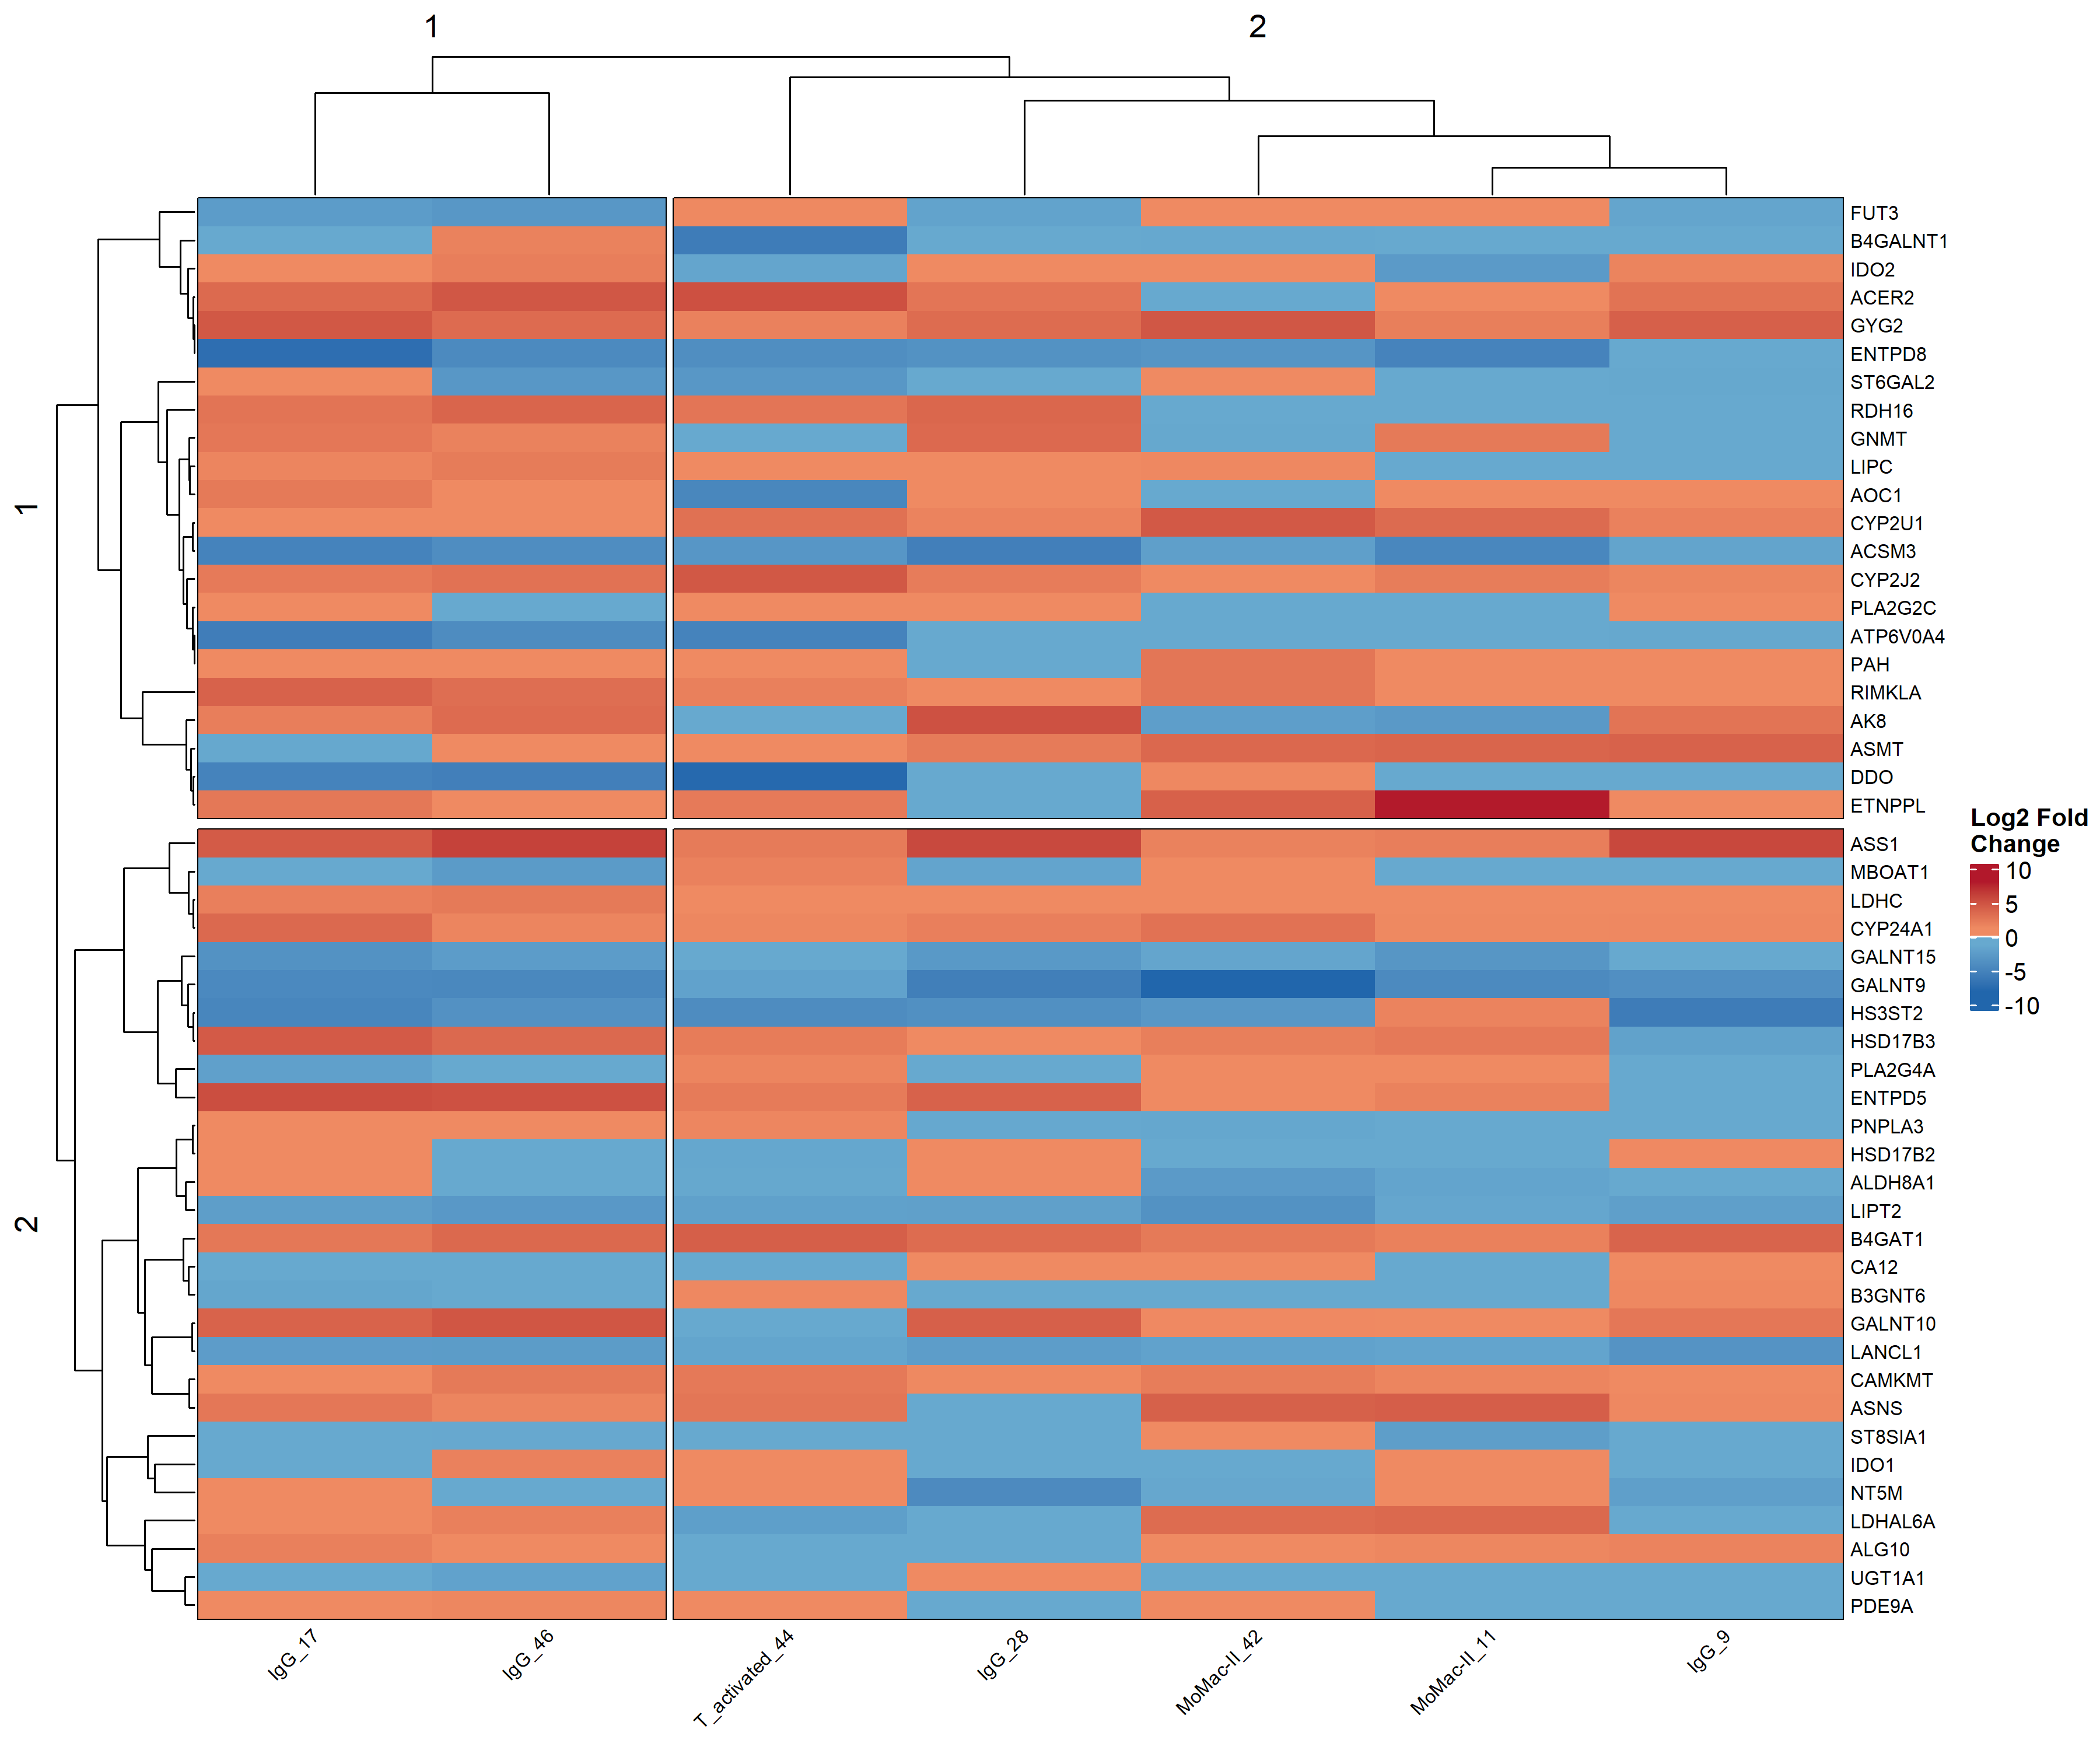 1
2
1
2
FUT3
B4GALNT1
IDO2
ACER2
GYG2
ENTPD8
ST6GAL2
RDH16
GNMT
LIPC
AOC1
CYP2U1
ACSM3
CYP2J2
PLA2G2C
ATP6V0A4
PAH
RIMKLA
AK8
ASMT
DDO
ETNPPL
ASS1
MBOAT1
LDHC
CYP24A1
GALNT15
GALNT9
HS3ST2
HSD17B3
PLA2G4A
ENTPD5
PNPLA3
HSD17B2
ALDH8A1
LIPT2
B4GAT1
CA12
B3GNT6
GALNT10
LANCL1
CAMKMT
ASNS
ST8SIA1
IDO1
NT5M
LDHAL6A
ALG10
UGT1A1
PDE9A
IgG_17
IgG_46
T_activated_44
IgG_28
MoMac-II_42
MoMac-II_11
IgG_9
Log2 Fold
Change
10
5
0
-5
-10